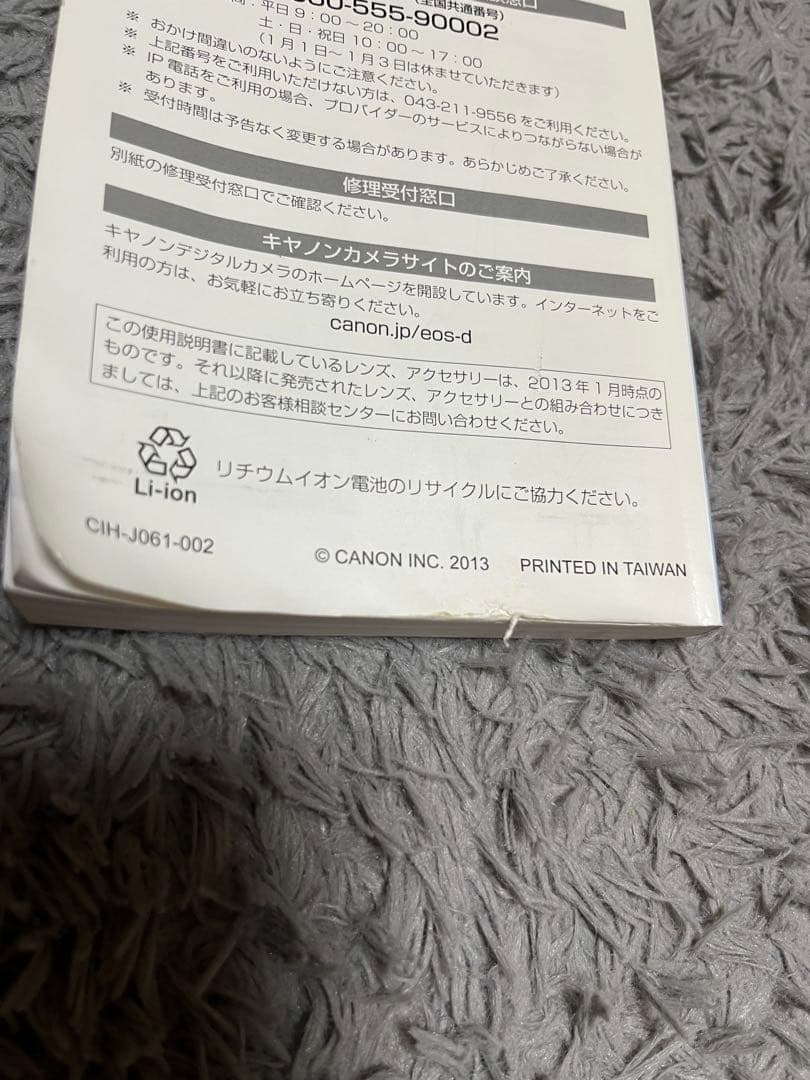 (全国共通番号)
555-90002
平日 9：00～20：00
土・日・祝日 10：00～17：00
(1月1日～1月3日は休ませていただきます)
※ おかけ間違いのないようにご注意ください。
※ 上記番号をご利用いただけない方は、043-211-9556 をご利用ください。
※ IP 電話をご利用の場合、プロバイダーのサービスによりつながらない場合が
あります。
※ 受付時間は予告なく変更する場合があります。あらかじめご了承ください。
修理受付窓口
別紙の修理受付窓口でご確認ください。
キヤノンカメラサイトのご案内
キヤノンデジタルカメラのホームページを開設しています。インターネットをご
利用の方は、お気軽にお立ち寄りください。
canon.jp/eos-d
この使用説明書に記載しているレンズ、アクセサリーは、2013年1月時点の
ものです。それ以降に発売されたレンズ、アクセサリーとの組み合わせにつき
ましては、上記のお客様相談センターにお問い合わせください。
Li-ion
リチウムイオン電池のリサイクルにご協力ください。
CIH-J061-002
© CANON INC. 2013
PRINTED IN TAIWAN